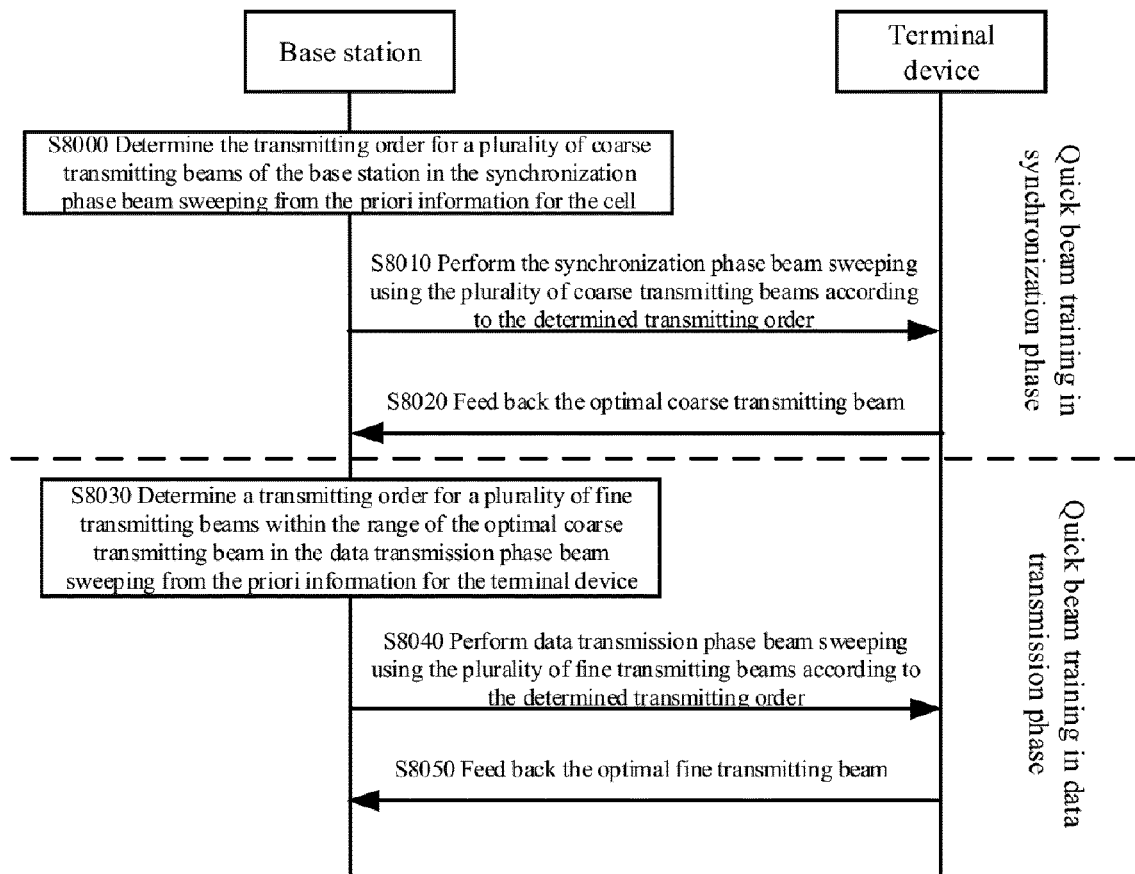 Base station
Terminal
device
S8000 Determine the transmitting order for a plurality of coarse
transmitting beams of the base station in the synchronization
phase beam sweeping from the priori information for the cell
S8010 Perform the synchronization phase beam sweeping
using the plurality of coarse transmitting beams according
to the determined transmitting order
S8020 Feed back the optimal coarse transmitting beam
Quick beam training in
synchronization phase
S8030 Determine a transmitting order for a plurality of fine
transmitting beams within the range of the optimal coarse
transmitting beam in the data transmission phase beam
sweeping from the priori information for the terminal device
S8040 Perform data transmission phase beam sweeping
using the plurality of fine transmitting beams according to
the determined transmitting order
S8050 Feed back the optimal fine transmitting beam
Quick beam training in data
transmission phase